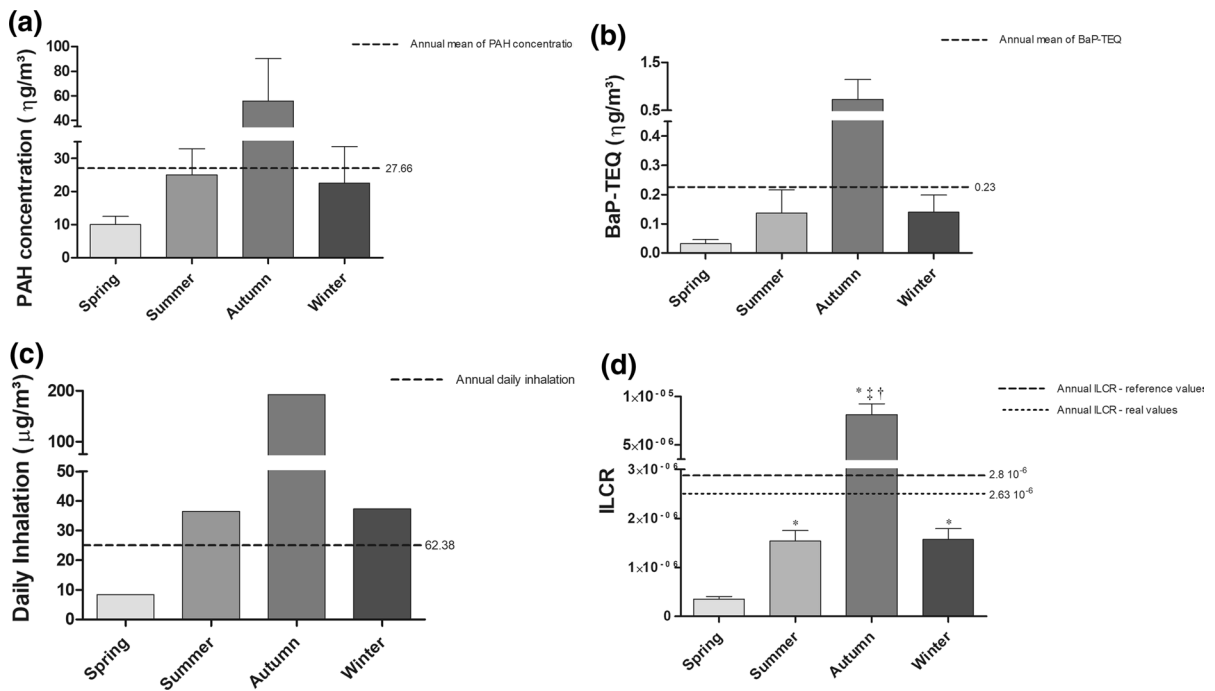 (a)
Annual mean of PAH concentratio
PAH concentration ( ηg/m³)
100
80
60
40
30
20
10
0
27.66
Spring
Summer
Autumn
Winter
(b)
Annual mean of BaP-TEQ
BaP-TEQ (ηg/m³)
1.5
0.5
0.4
0.3
0.2
0.1
0.0
0.23
Spring
Summer
Autumn
Winter
(c)
Annual daily inhalation
Daily Inhalation ( µg/m³)
200
100
50
40
30
20
10
0
62.38
Spring
Summer
Autumn
Winter
(d)
Annual ILCR - reference values
Annual ILCR - real values
ILCR
1×10⁻⁰⁵
5×10⁻⁰⁶
3×10⁻⁰⁶
2×10⁻⁰⁶
1×10⁻⁰⁶
0
* ‡ †
*
*
2.8 10⁻⁶
2.63 10⁻⁶
Spring
Summer
Autumn
Winter